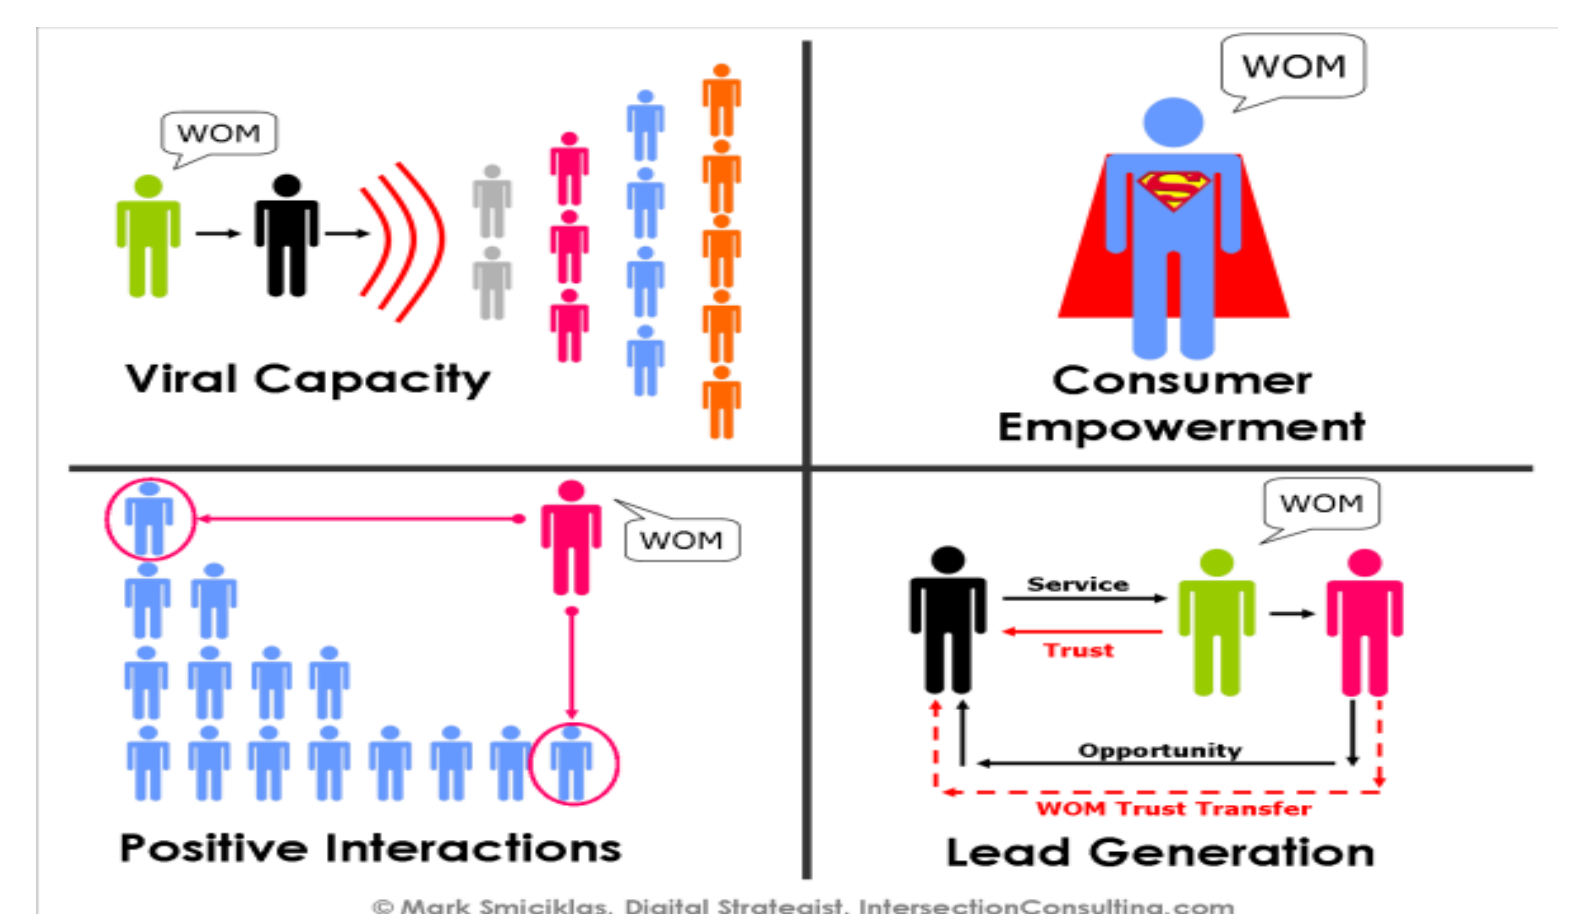 WOM
Viral Capacity
WOM
S
Consumer
Empowerment
WOM
Positive Interactions
WOM
Service
Trust
Opportunity
WOM Trust Transfer
Lead Generation
© Mark Smiciklas, Digital Strategist, IntersectionConsulting.com